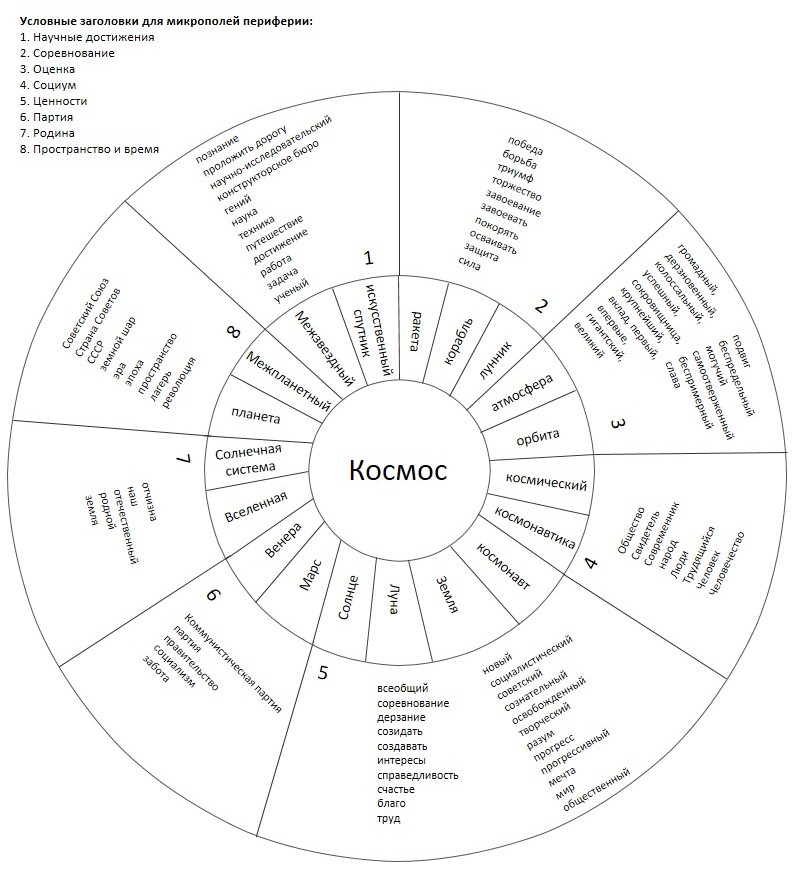 Условные заголовки для микрополей периферии:
1. Научные достижения
2. Соревнование
3. Оценка
4. Социум
5. Ценности
6. Партия
7. Родина
8. Пространство и время
Космос
ракета
корабль
лунник
атмосфера
орбита
космический
космонавтика
космонавт
Земля
Луна
Солнце
Марс
Венера
Вселенная
Солнечная
система
планета
Межпланетный
Межзвездный
искусственный
спутник
1
познание
проложить дорогу
научно-исследовательский
конструкторское бюро
гений
наука
техника
путешествие
достижение
работа
задача
ученый
2
победа
борьба
триумф
торжество
завоевание
завоевать
покорять
осваивать
защита
сила
3
громадный,
дерзновенный,
колоссальный,
успешный,
сокровищница,
крупнейший,
вклад, первый,
впервые,
гигантский,
великий
подвиг
беспредельный
могучий
самоотверженный
беспримерный
слава
4
Общество
Свидетель
Современник
народ
Люди
Трудящийся
Человек
Человечество
5
всеобщий
соревнование
дерзание
созидать
создавать
интересы
справедливость
счастье
благо
труд
новый
социалистический
советский
сознательный
освобожденный
творческий
разум
прогресс
прогрессивный
мечта
мир
общественный
6
Коммунистическая партия
партия
правительство
социализм
забота
7
отчизна
наш
отечественный
родной
земля
8
Советский Союз
Страна Советов
СССР
земной шар
эра
эпоха
пространство
лагерь
революция